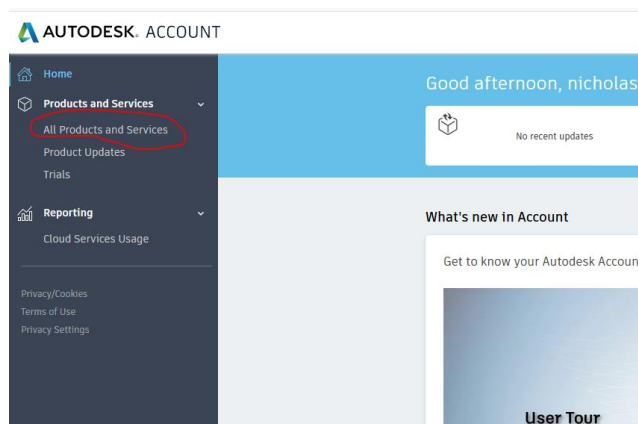 AUTODESK. ACCOUNT
Home
Products and Services
All Products and Services
Product Updates
Trials
Reporting
Cloud Services Usage
Privacy/Cookies
Terms of Use
Privacy Settings
Good afternoon, nicholas
No recent updates
What's new in Account
Get to know your Autodesk Accoun
User Tour